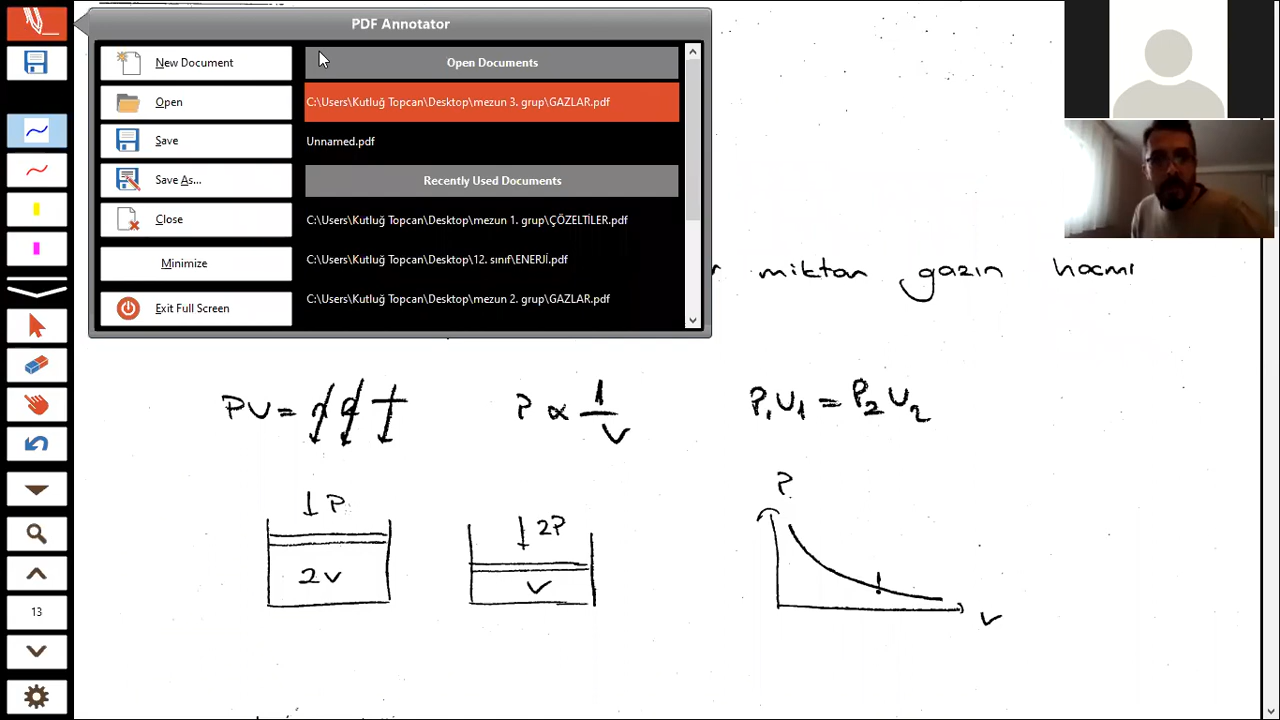 PDF Annotator
New Document
Open
Save
Save As...
Close
Minimize
Exit Full Screen
Open Documents
C:\Users\Kutluğ Topcan\Desktop\mezun 3. grup\GAZLAR.pdf
Unnamed.pdf
Recently Used Documents
C:\Users\Kutluğ Topcan\Desktop\mezun 1. grup\ÇÖZELTİLER.pdf
C:\Users\Kutluğ Topcan\Desktop\12. sınıf\ENERJİ.pdf
C:\Users\Kutluğ Topcan\Desktop\mezun 2. grup\GAZLAR.pdf
miktarı gazın hacmı
PV = n R T P ∝ 1/V P₁V₁ = P₂V₂
↓ P ↓ 2P P
2V V
V
13